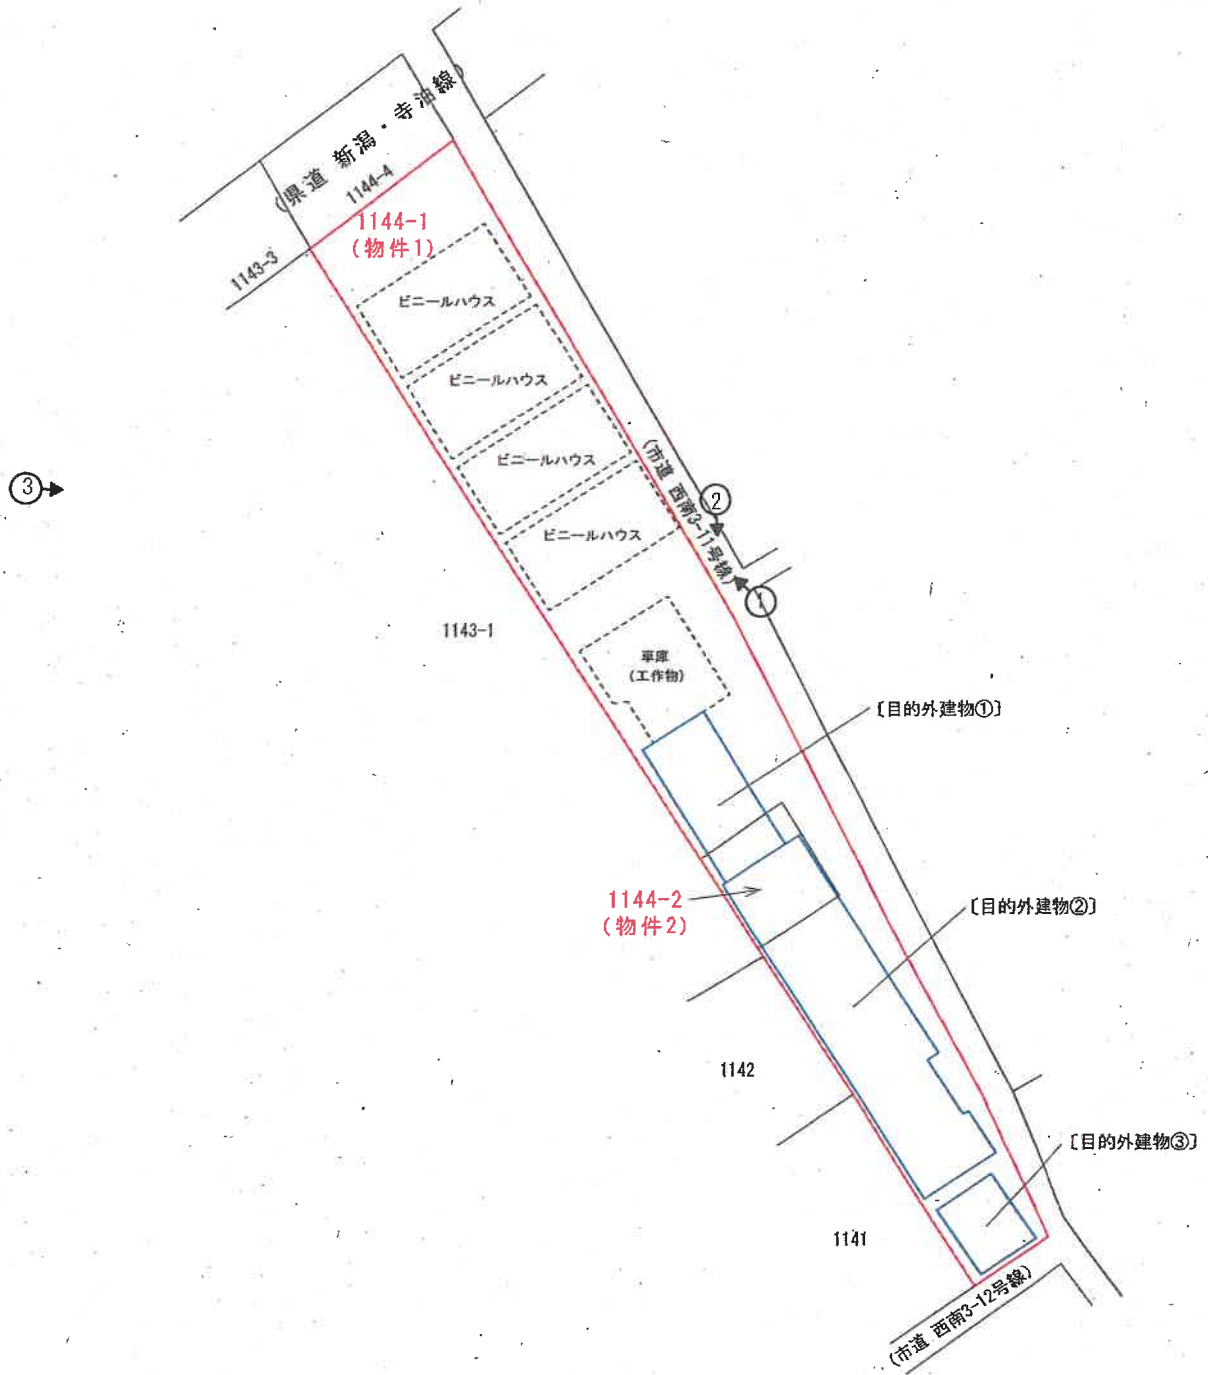 (県道 新潟・寺泊線)
1144-4
1144-1
(物件1)
1143-3
ビニールハウス
ビニールハウス
ビニールハウス
ビニールハウス
(市道 西南3-11号線)
③
②
①
1143-1
車庫
(工作物)
〔目的外建物①〕
1144-2
(物件2)
〔目的外建物②〕
1142
〔目的外建物③〕
1141
(市道 西南3-12号線)